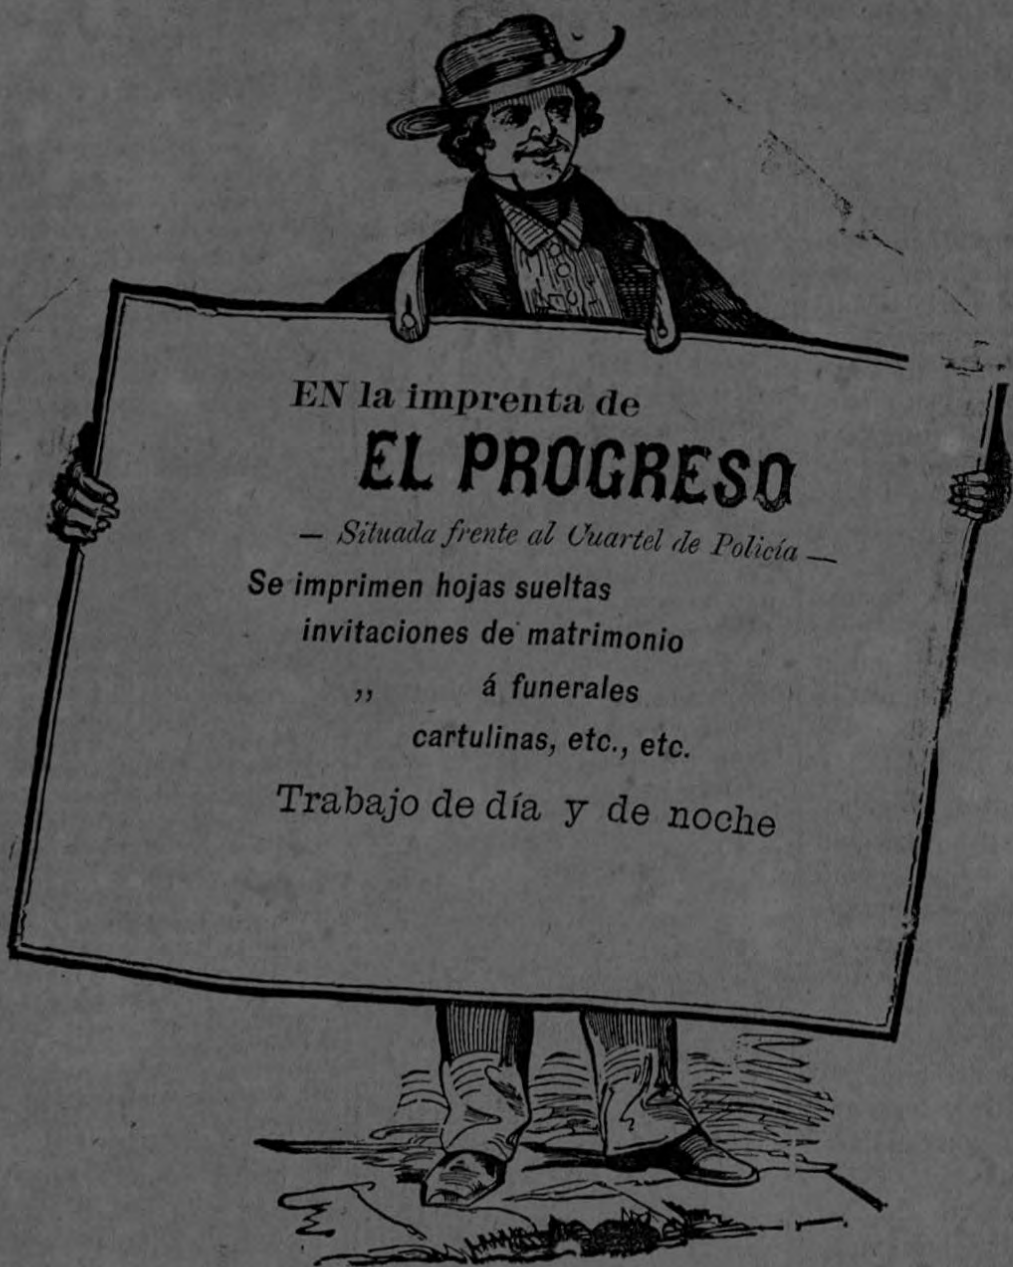 EN la imprenta de
EL PROGRESO
— Situada frente al Cuartel de Policía —
Se imprimen hojas sueltas
invitaciones de matrimonio
„ á funerales
cartulinas, etc., etc.
Trabajo de día y de noche